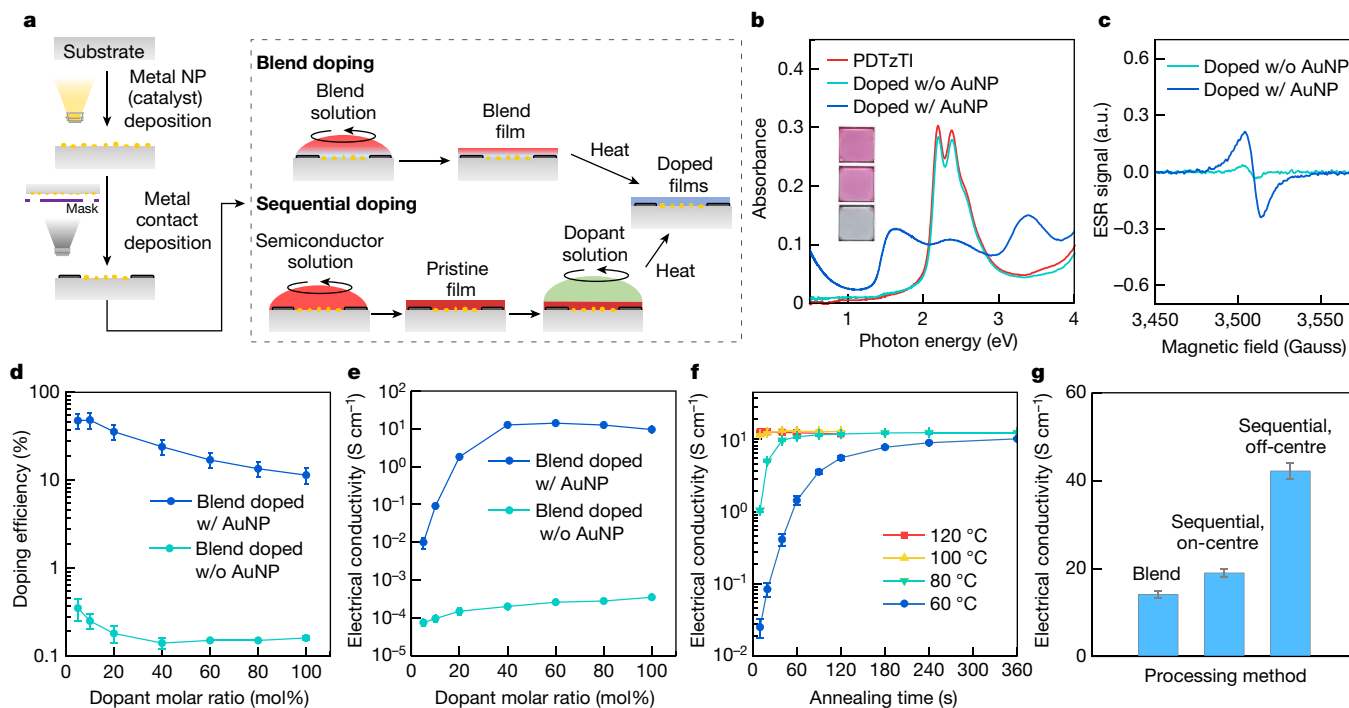 a
Substrate
Metal NP
(catalyst)
deposition
Mask
Metal
contact
deposition
Blend doping
Blend
solution
Blend
film
Heat
Doped
films
Sequential doping
Semiconductor
solution
Pristine
film
Dopant
solution
Heat
b
0.4
0.3
0.2
0.1
0
Absorbance
PDTzTI
Doped w/o AuNP
Doped w/ AuNP
1
2
3
4
Photon energy (eV)
c
0.6
0.3
0.0
−0.3
−0.6
ESR signal (a.u.)
Doped w/o AuNP
Doped w/ AuNP
3,450
3,500
3,550
Magnetic field (Gauss)
d
100
10
1
0.1
Doping efficiency (%)
Blend doped
w/ AuNP
Blend doped
w/o AuNP
0
20
40
60
80
100
Dopant molar ratio (mol%)
e
10²
10¹
10⁰
10⁻¹
10⁻²
10⁻³
10⁻⁴
10⁻⁵
Electrical conductivity (S cm⁻¹)
Blend doped
w/ AuNP
Blend doped
w/o AuNP
0
20
40
60
80
100
Dopant molar ratio (mol%)
f
10¹
10⁰
10⁻¹
10⁻²
Electrical conductivity (S cm⁻¹)
120 °C
100 °C
80 °C
60 °C
0
60
120
180
240
300
360
Annealing time (s)
g
60
40
20
0
Electrical conductivity (S cm⁻¹)
Blend
Sequential,
on-centre
Sequential,
off-centre
Processing method